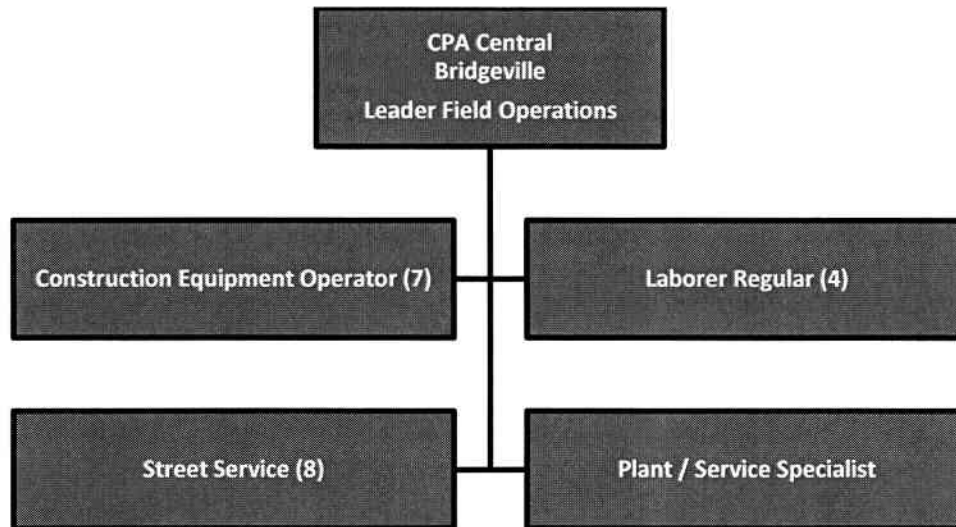 CPA Central
Bridgeville
Leader Field Operations
Construction Equipment Operator (7)
Laborer Regular (4)
Street Service (8)
Plant / Service Specialist